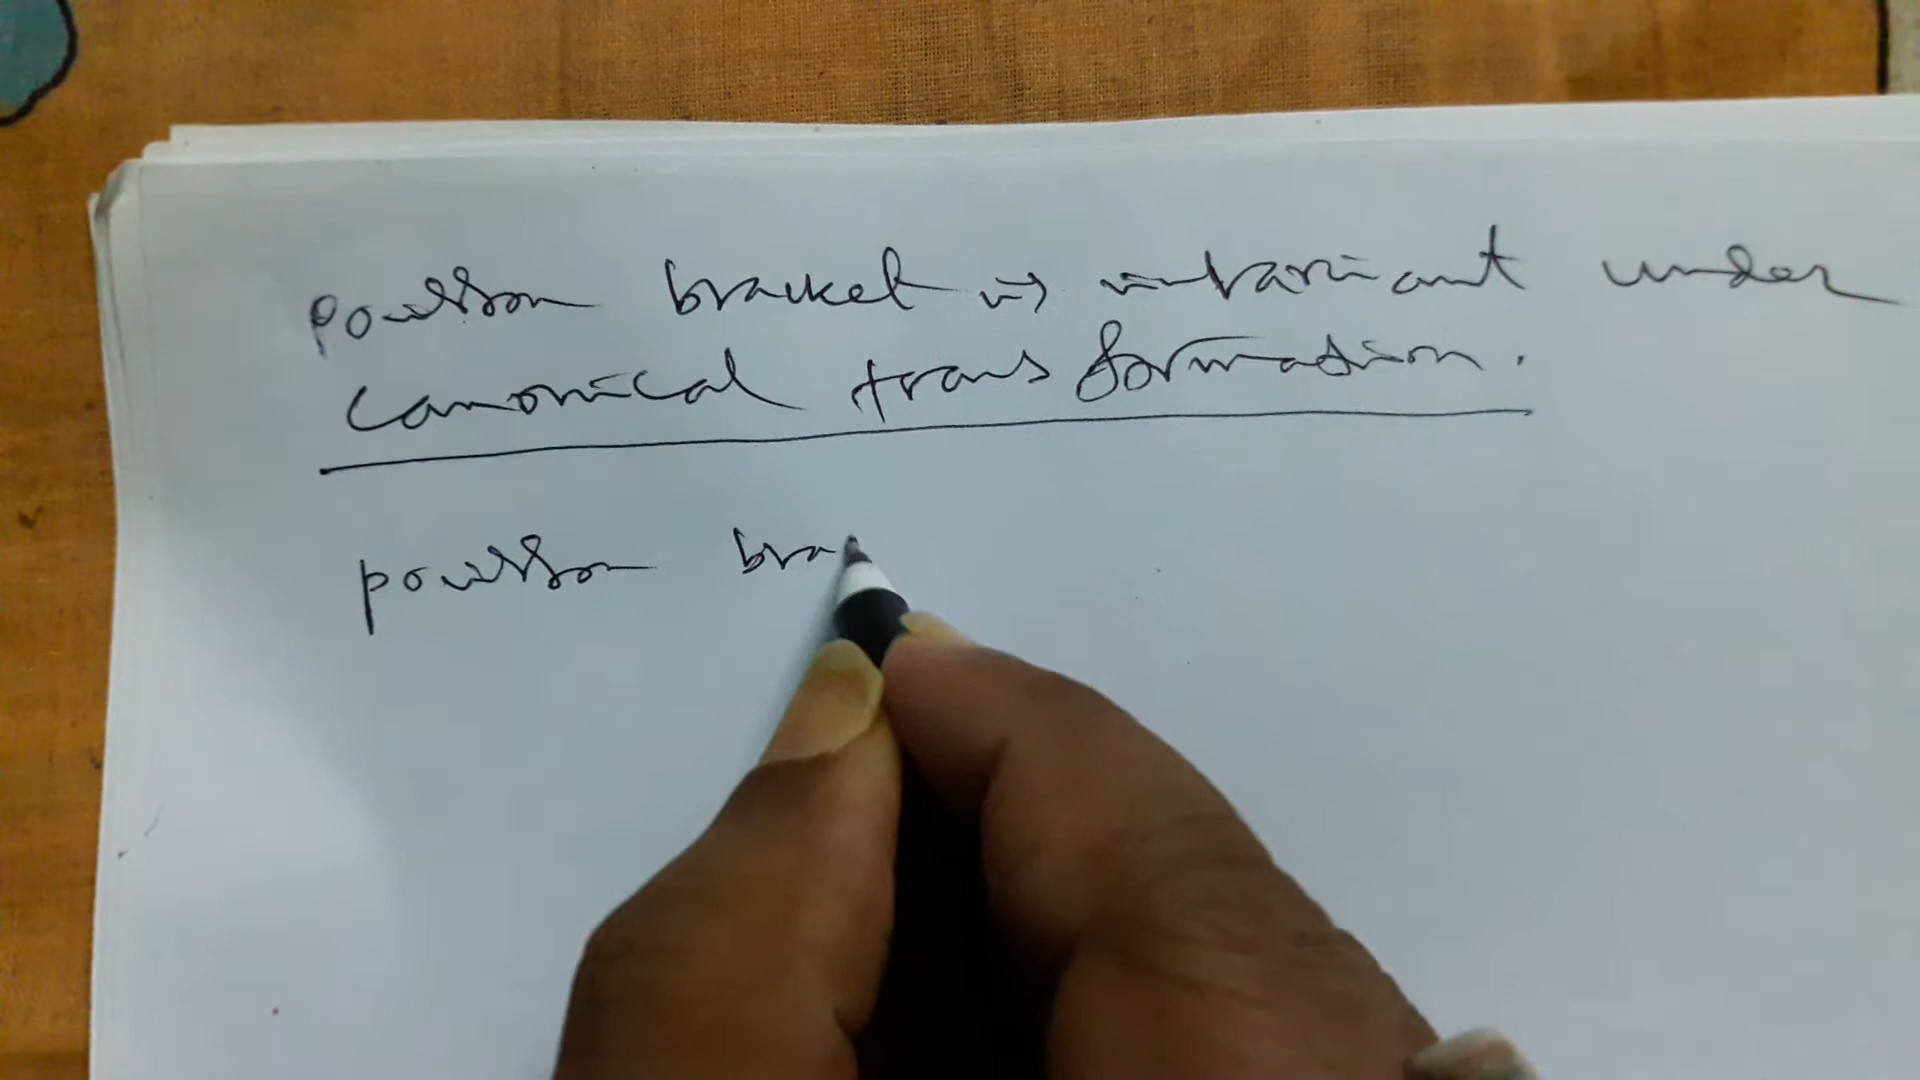 poisson bracket is invariant under
canonical transformation.
poisson bra